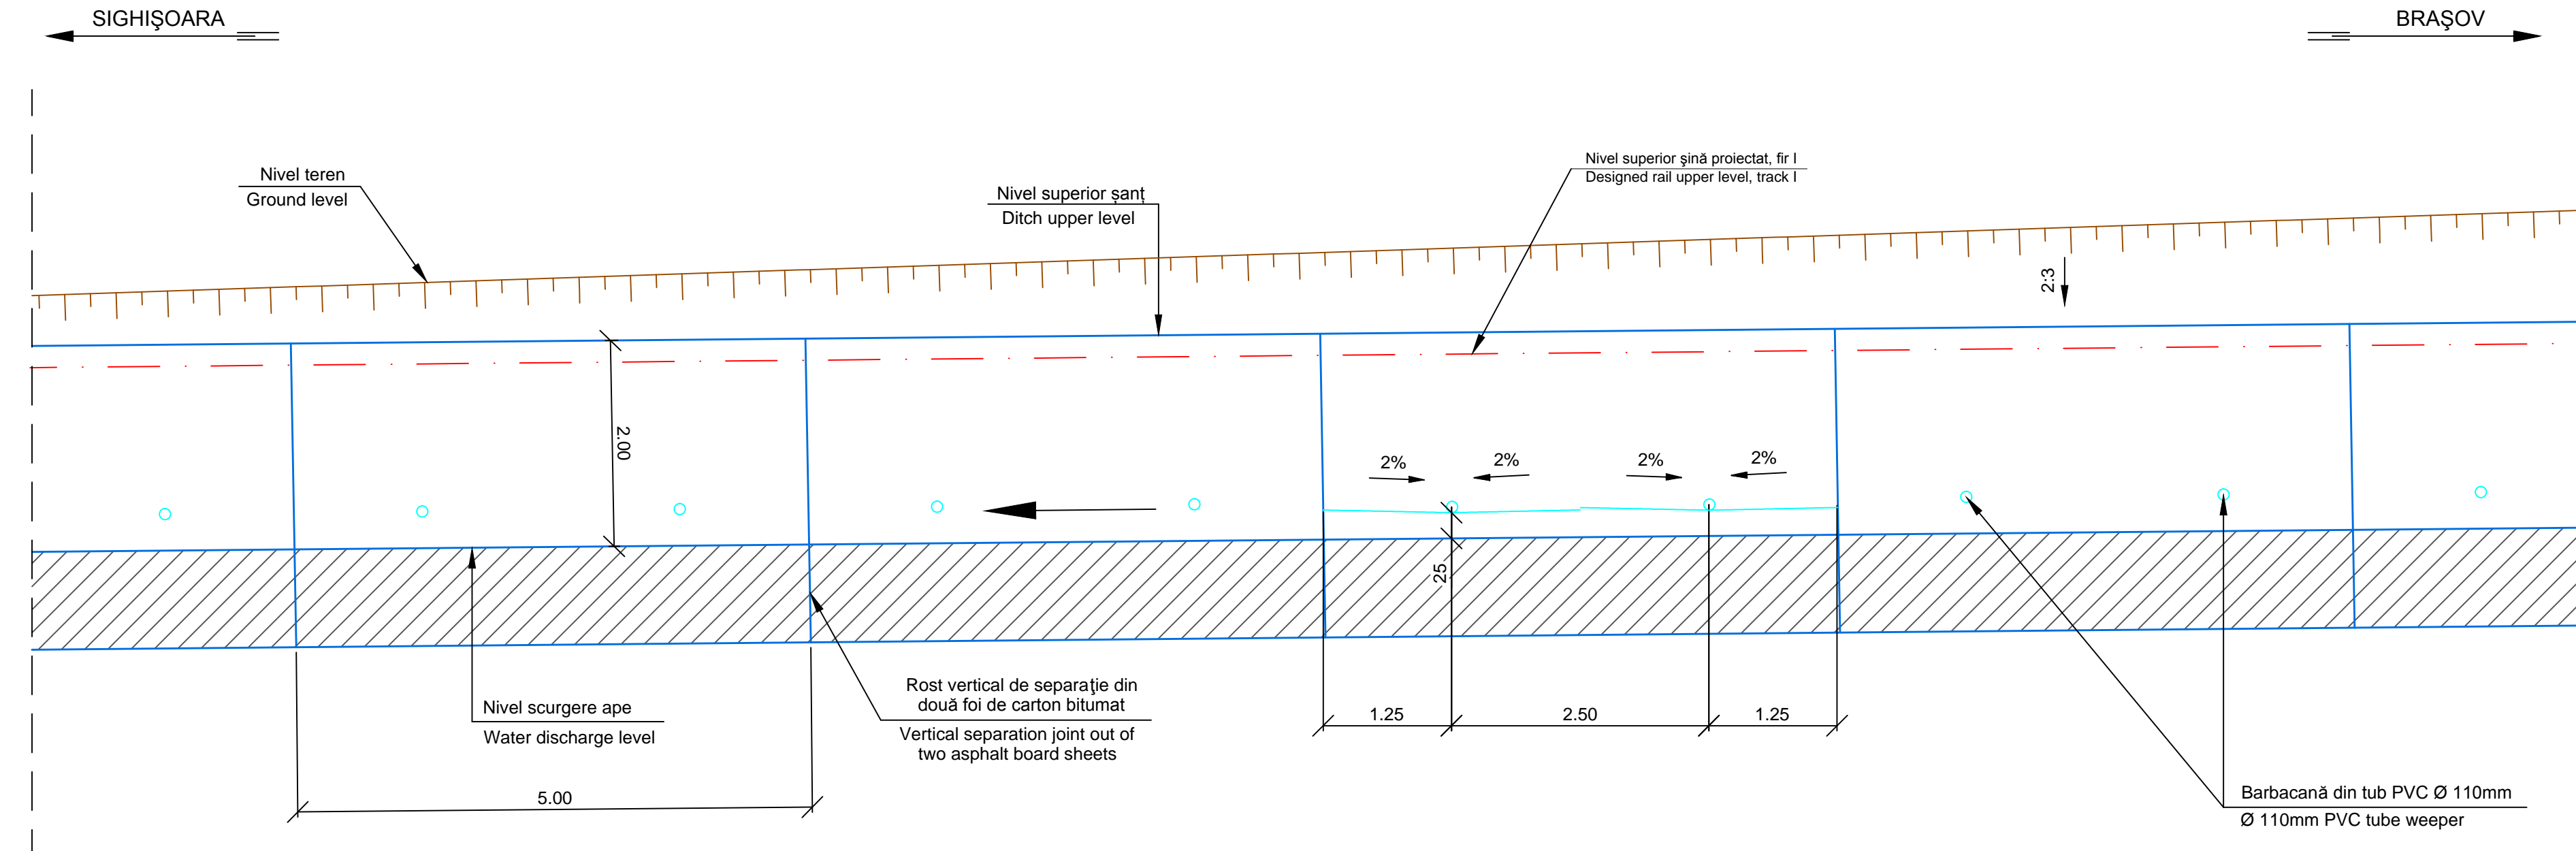 SIGHIŞOARA
BRAŞOV
Nivel teren
Ground level
Nivel superior șanț
Ditch upper level
Nivel superior şină proiectat, fir I
Designed rail upper level, track I
2:3
2.00
2%
2%
2%
2%
25
Nivel scurgere ape
Water discharge level
Rost vertical de separaţie din
două foi de carton bitumat
Vertical separation joint out of
two asphalt board sheets
1.25
2.50
1.25
5.00
Barbacană din tub PVC Ø 110mm
Ø 110mm PVC tube weeper